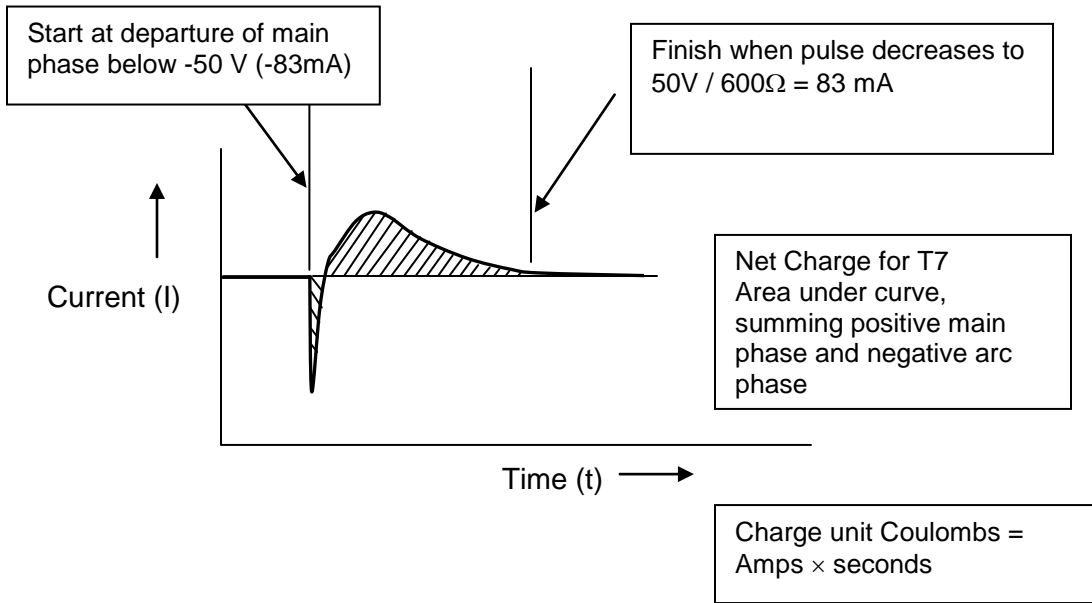 Start at departure of main
phase below -50 V (-83mA)
Finish when pulse decreases to
50V / 600Ω = 83 mA
Current (I)
Net Charge for T7
Area under curve,
summing positive main
phase and negative arc
phase
Time (t)
Charge unit Coulombs =
Amps × seconds